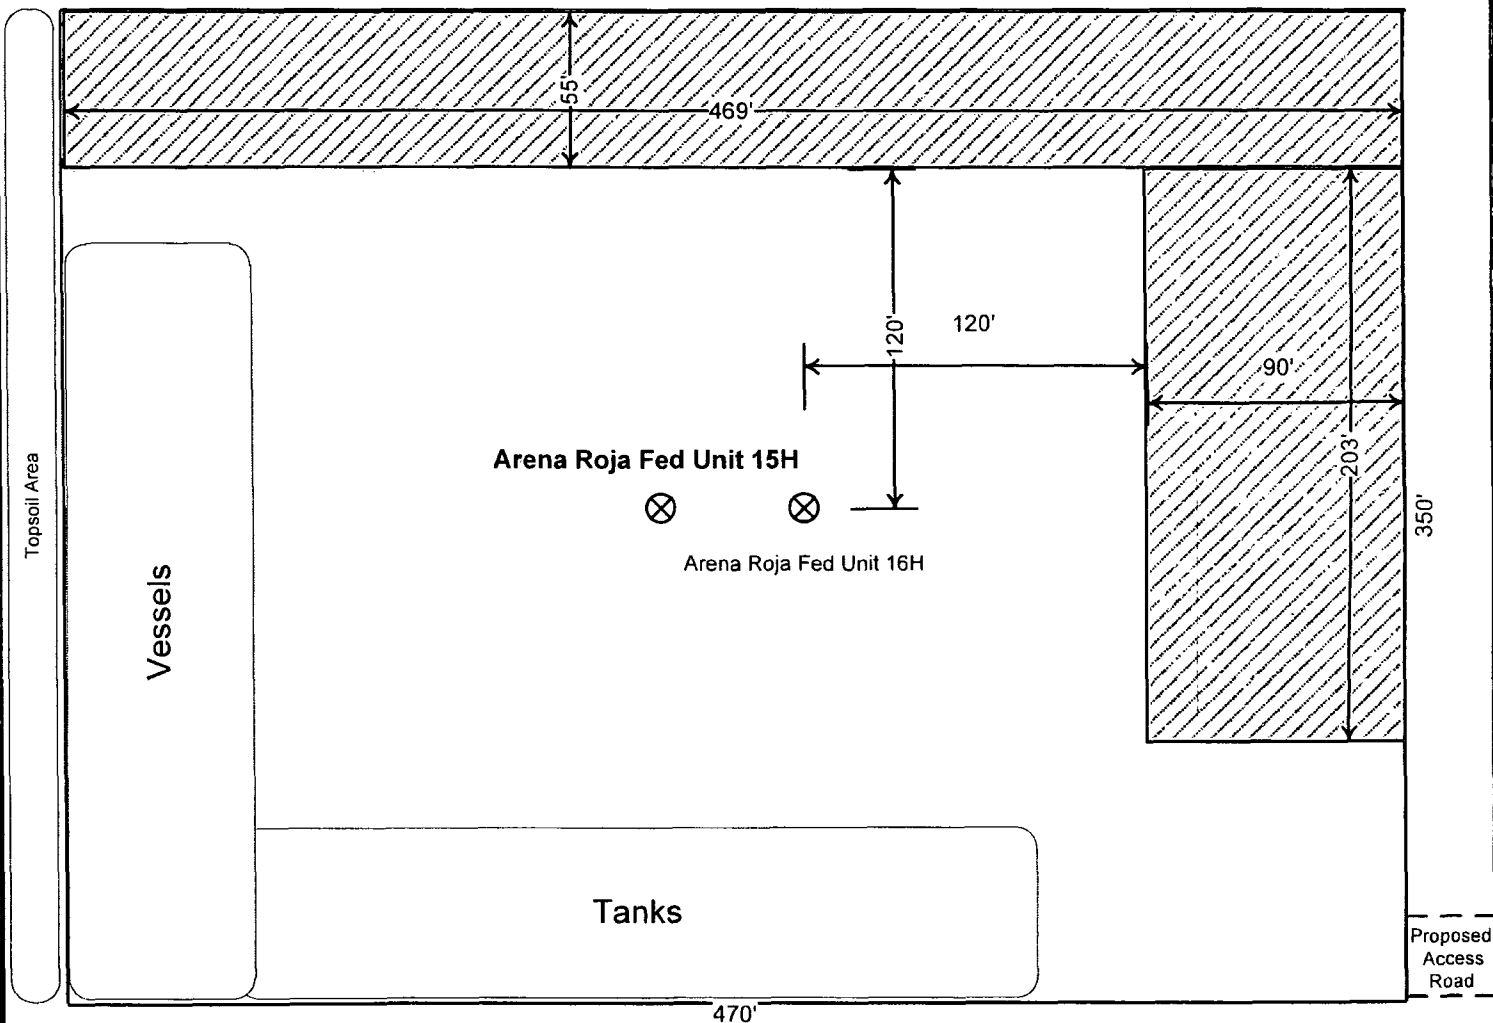 55'
469'
120'
120'
90'
203'
350'
Arena Roja Fed Unit 15H
Arena Roja Fed Unit 16H
Topsoil Area
Vessels
Tanks
Proposed
Access
Road
470'